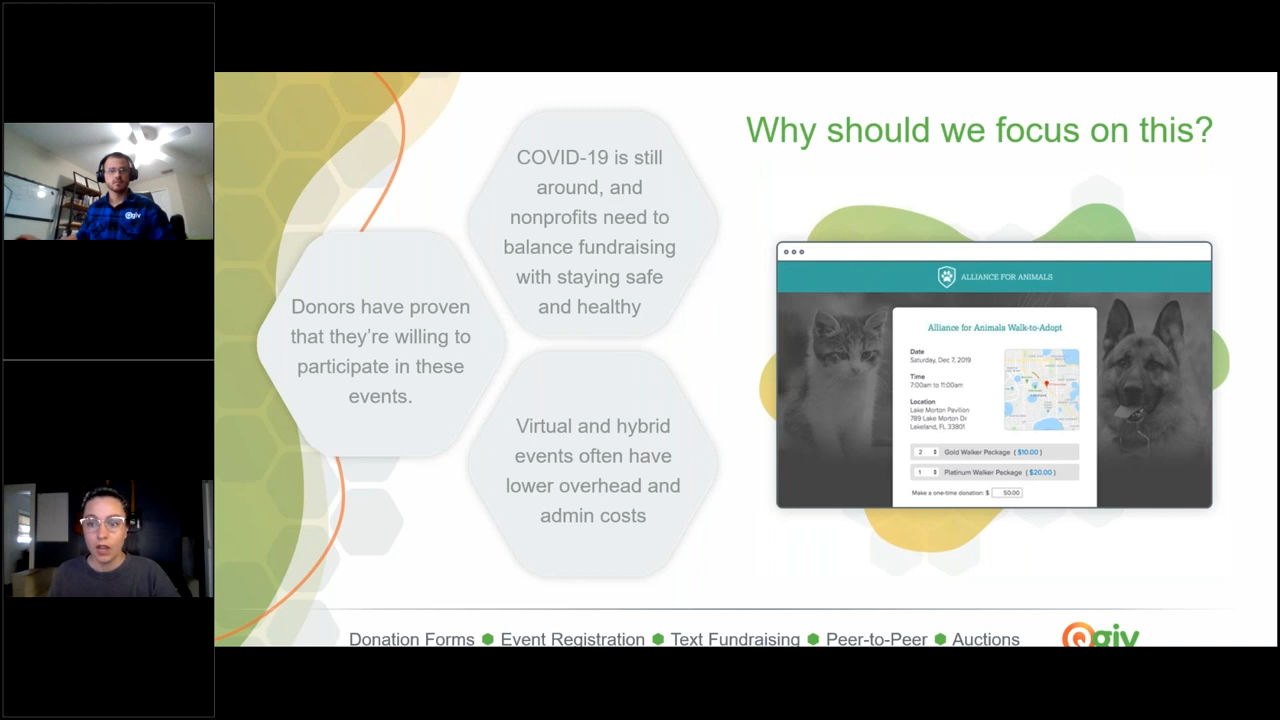 Why should we focus on this?
COVID-19 is still
around, and
nonprofits need to
balance fundraising
with staying safe
and healthy
Donors have proven
that they're willing to
participate in these
events.
Virtual and hybrid
events often have
lower overhead and
admin costs
ALLIANCE FOR ANIMALS
Alliance for Animals Walk-to-Adopt
Date
Saturday, Dec 7, 2019
Time
7:00am to 11:00am
Location
Lake Morton Pavilion
789 Lake Morton Dr
Lakeland, FL 33801
2 Gold Walker Package ( $10.00 )
1 Platinum Walker Package ( $20.00 )
Make a one-time donation: $ 50.00
Donation Forms Event Registration Text Fundraising Peer-to-Peer Auctions
Qgiv
Qgiv